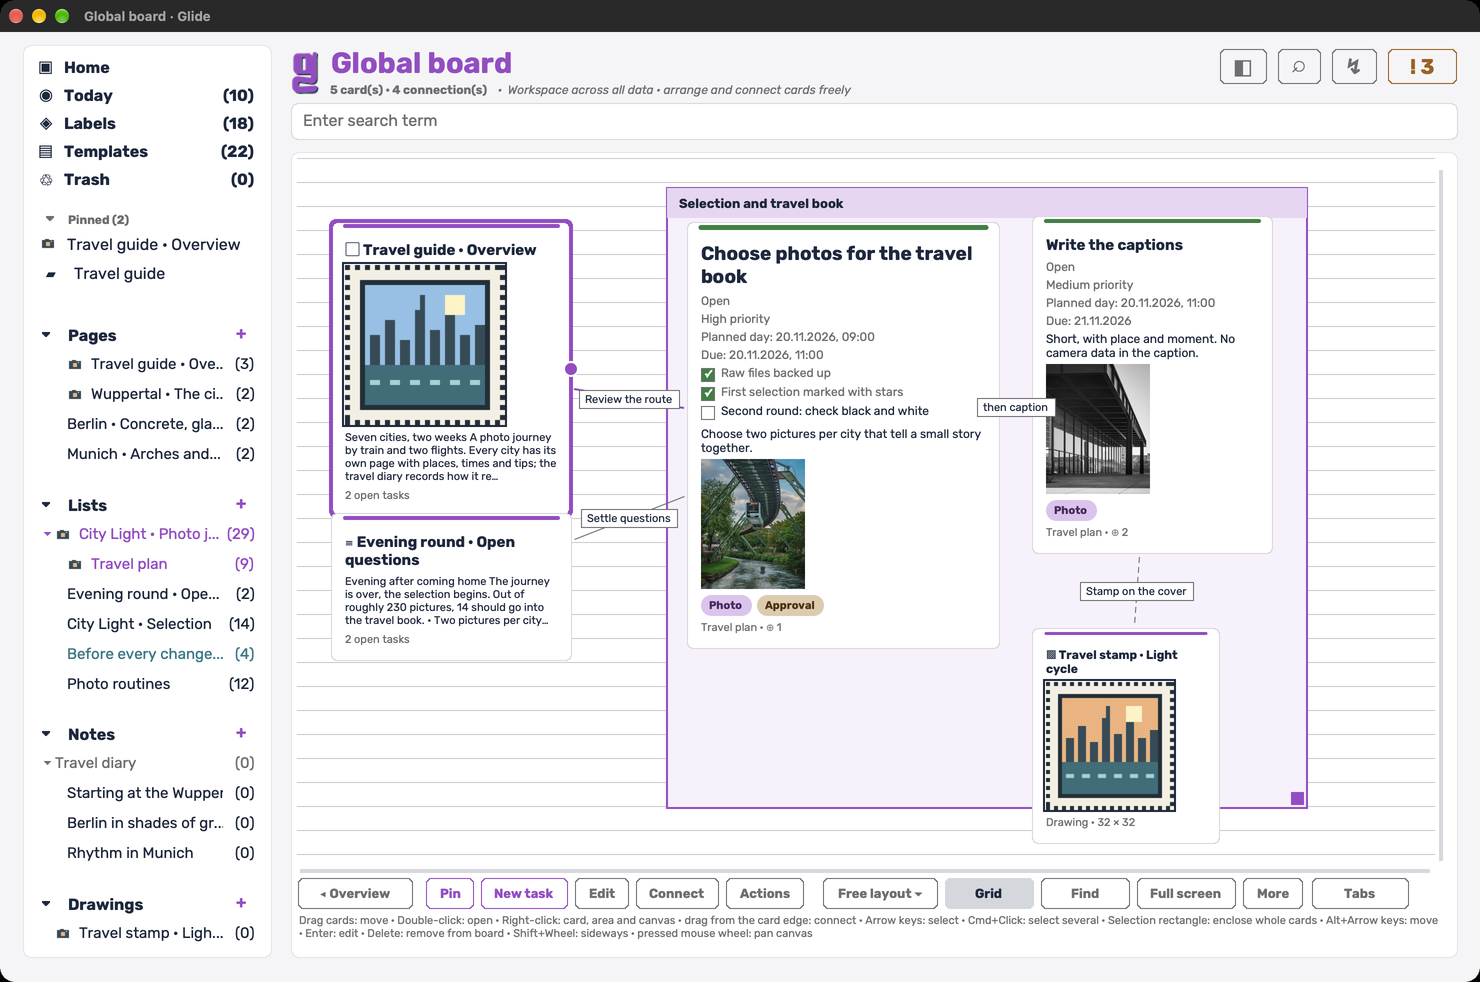 Global board · Glide
Home
Today (10)
Labels (18)
Templates (22)
Trash (0)
Pinned (2)
Travel guide • Overview
Travel guide
Pages +
Travel guide • Ove.. (3)
Wuppertal • The ci.. (2)
Berlin • Concrete, gla... (2)
Munich • Arches and... (2)
Lists +
City Light • Photo j... (29)
Travel plan (9)
Evening round • Ope... (2)
City Light • Selection (14)
Before every change... (4)
Photo routines (12)
Notes +
Travel diary (0)
Starting at the Wupper (0)
Berlin in shades of gr... (0)
Rhythm in Munich (0)
Drawings +
Travel stamp • Ligh... (0)
g Global board
5 card(s) • 4 connection(s) • Workspace across all data • arrange and connect cards freely
! 3
Enter search term
Travel guide • Overview
Seven cities, two weeks A photo journey
by train and two flights. Every city has its
own page with places, times and tips; the
travel diary records how it re...
2 open tasks
Evening round • Open
questions
Evening after coming home The journey
is over, the selection begins. Out of
roughly 230 pictures, 14 should go into
the travel book. • Two pictures per city...
2 open tasks
Review the route
Settle questions
Selection and travel book
Choose photos for the travel
book
Open
High priority
Planned day: 20.11.2026, 09:00
Due: 20.11.2026, 11:00
Raw files backed up
First selection marked with stars
Second round: check black and white
Choose two pictures per city that tell a small story
together.
Photo Approval
Travel plan • ⊕ 1
then caption
Write the captions
Open
Medium priority
Planned day: 20.11.2026, 11:00
Due: 21.11.2026
Short, with place and moment. No
camera data in the caption.
Photo
Travel plan • ⊕ 2
Stamp on the cover
Travel stamp • Light
cycle
Drawing • 32 × 32
Overview Pin New task Edit Connect Actions Free layout Grid Find Full screen More Tabs
Drag cards: move • Double-click: open • Right-click: card, area and canvas • drag from the card edge: connect • Arrow keys: select • Cmd+Click: select several • Selection rectangle: enclose whole cards • Alt+Arrow keys: move
• Enter: edit • Delete: remove from board • Shift+Wheel: sideways • pressed mouse wheel: pan canvas